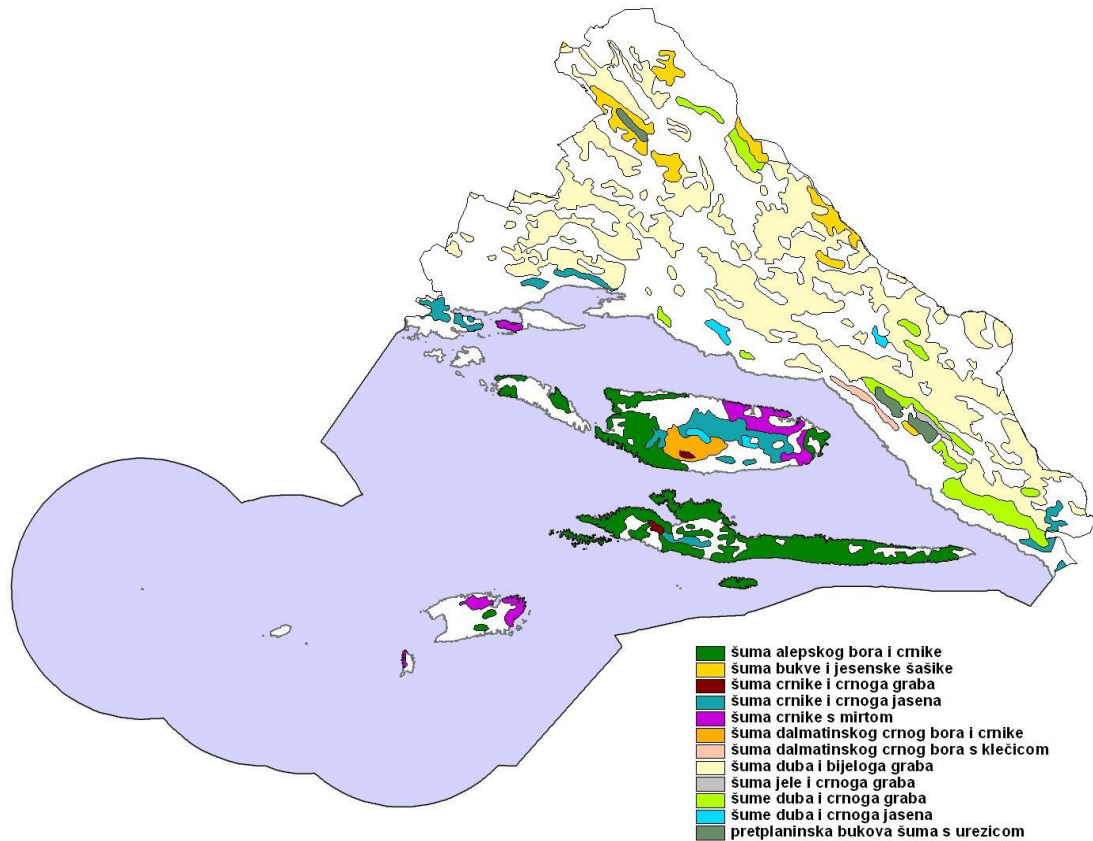 šuma alepskog bora i crnike
šuma bukve i jesenske šašike
šuma crnike i crnoga graba
šuma crnike i crnoga jasena
šuma crnike s mirtom
šuma dalmatinskog crnog bora i crnike
šuma dalmatinskog crnog bora s klečicom
šuma duba i bijeloga graba
šuma jele i crnoga graba
šume duba i crnoga graba
šume duba i crnoga jasena
pretplaninska bukova šuma s urezicom